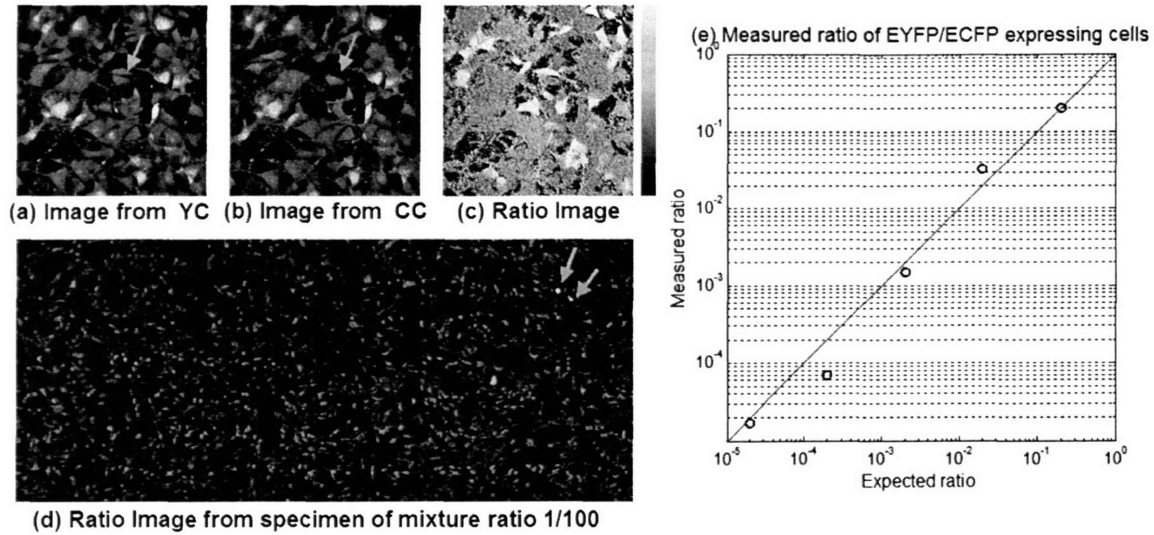 (a) Image from YC
(b) Image from CC
(c) Ratio Image
(d) Ratio Image from specimen of mixture ratio 1/100
(e) Measured ratio of EYFP/ECFP expressing cells
10^0
10^-1
10^-2
10^-3
10^-4
Measured ratio
10^-5 10^-4 10^-3 10^-2 10^-1 10^0
Expected ratio